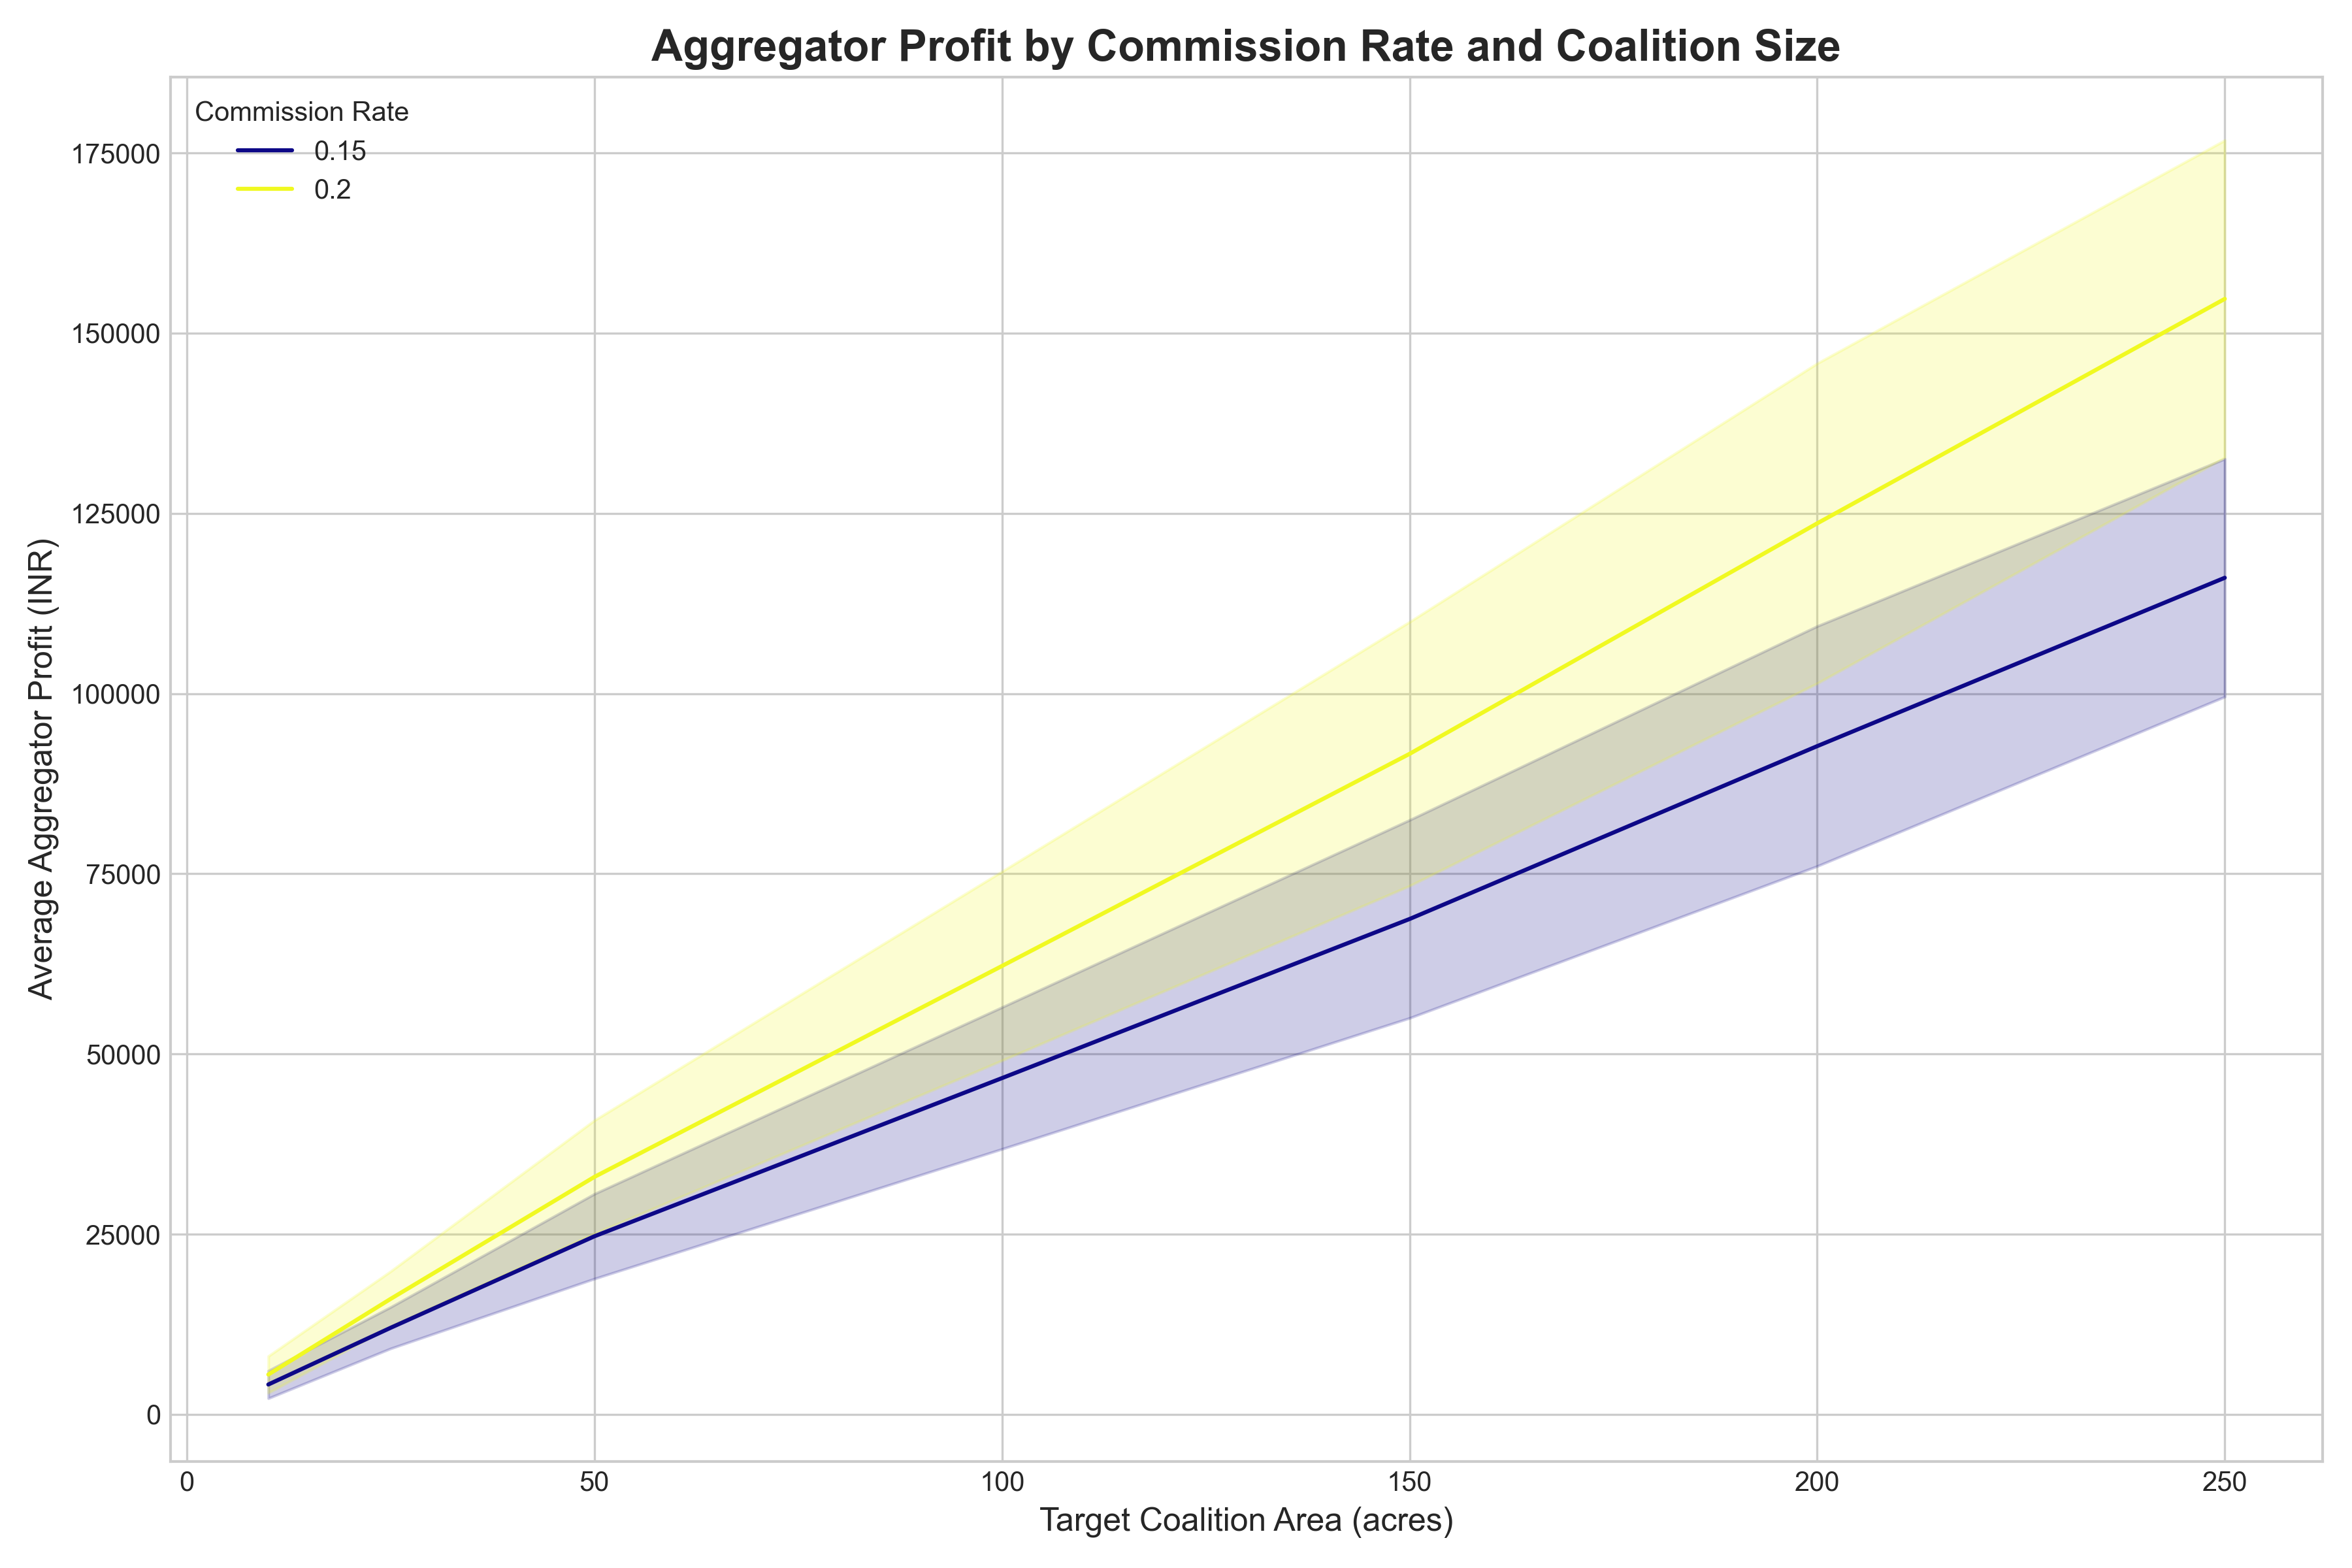 Aggregator Profit by Commission Rate and Coalition Size
Commission Rate
0.15
0.2
175000
150000
125000
100000
75000
50000
25000
0
Average Aggregator Profit (INR)
0 50 100 150 200 250
Target Coalition Area (acres)